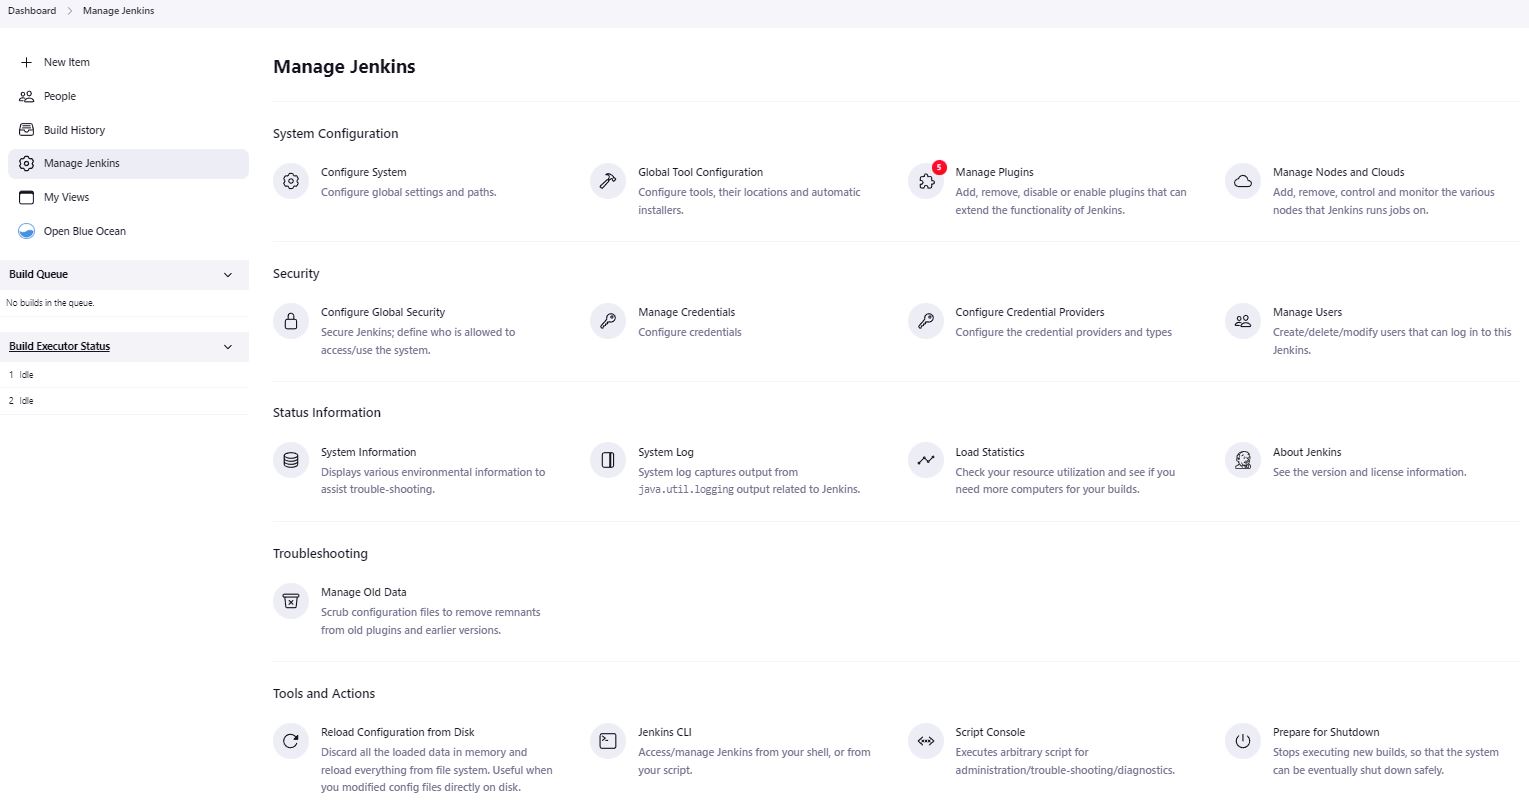 Dashboard > Manage Jenkins
New Item
People
Build History
Manage Jenkins
My Views
Open Blue Ocean
Build Queue
No builds in the queue.
Build Executor Status
1 Idle
2 Idle
Manage Jenkins
System Configuration
Configure System
Configure global settings and paths.
Global Tool Configuration
Configure tools, their locations and automatic
installers.
5
Manage Plugins
Add, remove, disable or enable plugins that can
extend the functionality of Jenkins.
Manage Nodes and Clouds
Add, remove, control and monitor the various
nodes that Jenkins runs jobs on.
Security
Configure Global Security
Secure Jenkins; define who is allowed to
access/use the system.
Manage Credentials
Configure credentials
Configure Credential Providers
Configure the credential providers and types
Manage Users
Create/delete/modify users that can log in to this
Jenkins.
Status Information
System Information
Displays various environmental information to
assist trouble-shooting.
System Log
System log captures output from
java.util.logging output related to Jenkins.
Load Statistics
Check your resource utilization and see if you
need more computers for your builds.
About Jenkins
See the version and license information.
Troubleshooting
Manage Old Data
Scrub configuration files to remove remnants
from old plugins and earlier versions.
Tools and Actions
Reload Configuration from Disk
Discard all the loaded data in memory and
reload everything from file system. Useful when
you modified config files directly on disk.
Jenkins CLI
Access/manage Jenkins from your shell, or from
your script.
Script Console
Executes arbitrary script for
administration/trouble-shooting/diagnostics.
Prepare for Shutdown
Stops executing new builds, so that the system
can be eventually shut down safely.